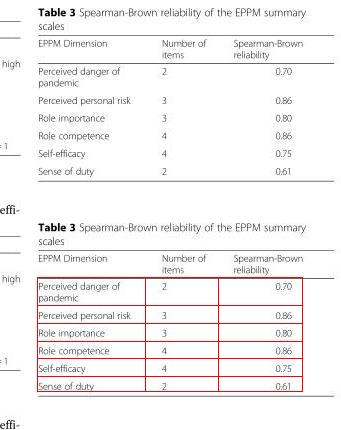 Table 3 Spearman-Brown reliability of the EPPM summary
scales
EPPM Dimension Number of items Spearman-Brown reliability
high
Perceived danger of pandemic 2 0.70
Perceived personal risk 3 0.86
Role importance 3 0.80
Role competence 4 0.86
= 1
Self-efficacy 4 0.75
Sense of duty 2 0.61
effi-
Table 3 Spearman-Brown reliability of the EPPM summary
scales
EPPM Dimension Number of items Spearman-Brown reliability
high
Perceived danger of pandemic 2 0.70
Perceived personal risk 3 0.86
Role importance 3 0.80
Role competence 4 0.86
= 1
Self-efficacy 4 0.75
Sense of duty 2 0.61
effi-